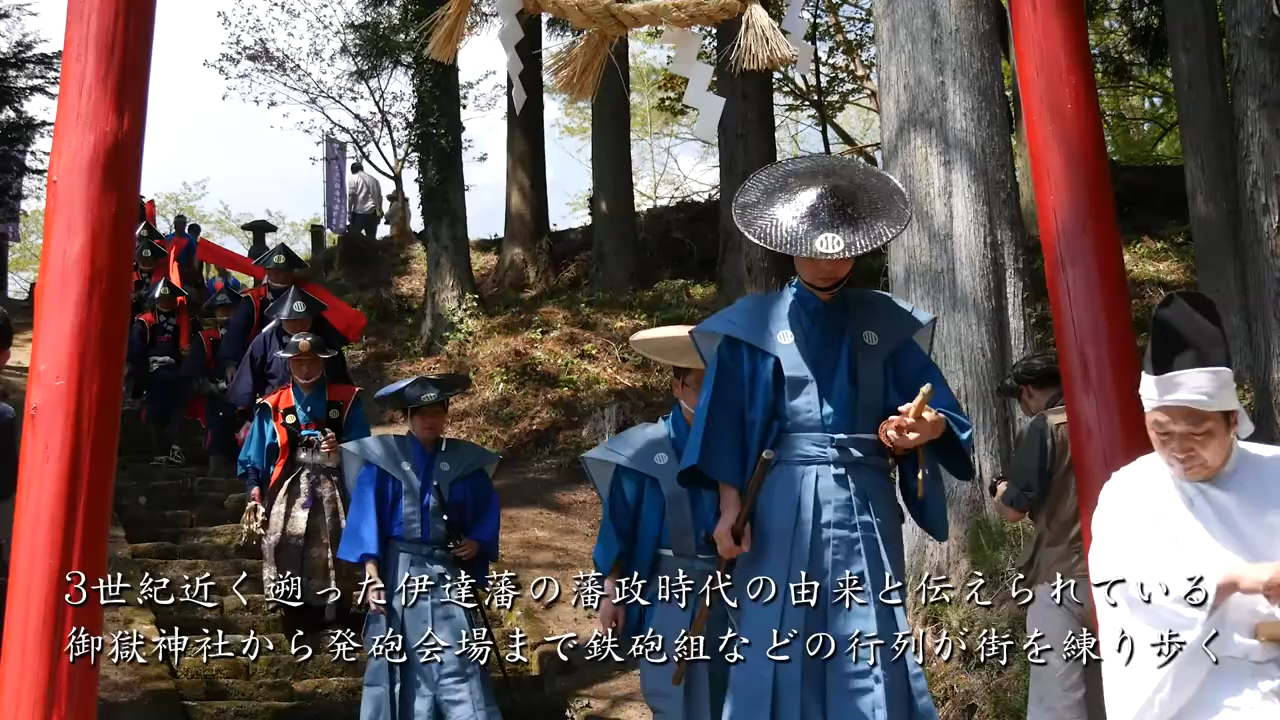 3世紀近く遡った伊達藩の藩政時代の由来と伝えられている
御嶽神社から発砲会場まで鉄砲組などの行列が街を練り歩く